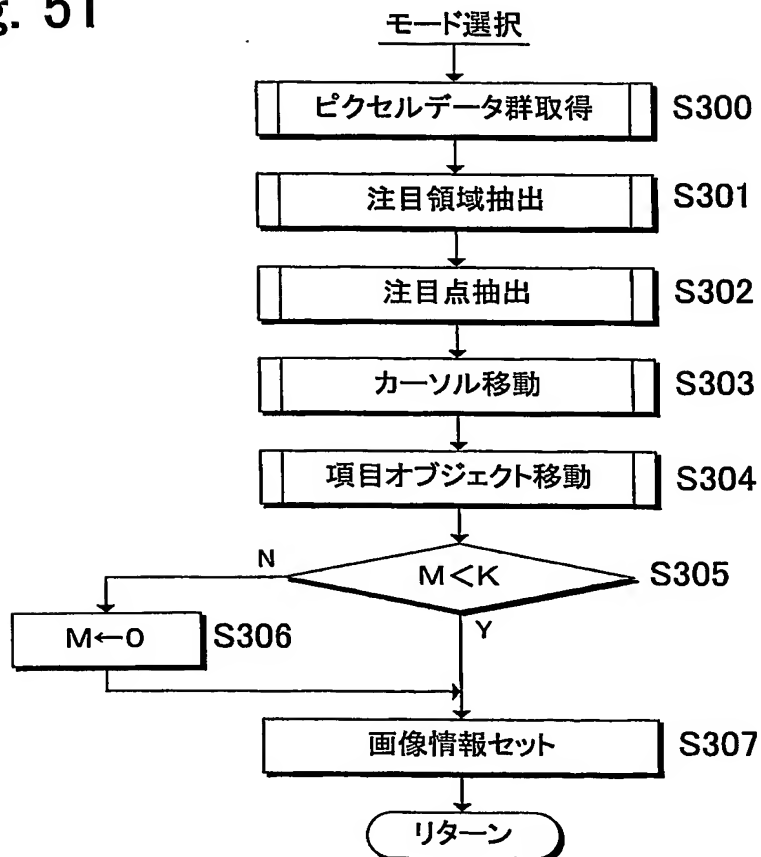 g. 51
モード選択
ピクセルデータ群取得 S300
注目領域抽出 S301
注目点抽出 S302
カーソル移動 S303
項目オブジェクト移動 S304
N M<K S305
M←0 S306
Y
画像情報セット S307
リターン